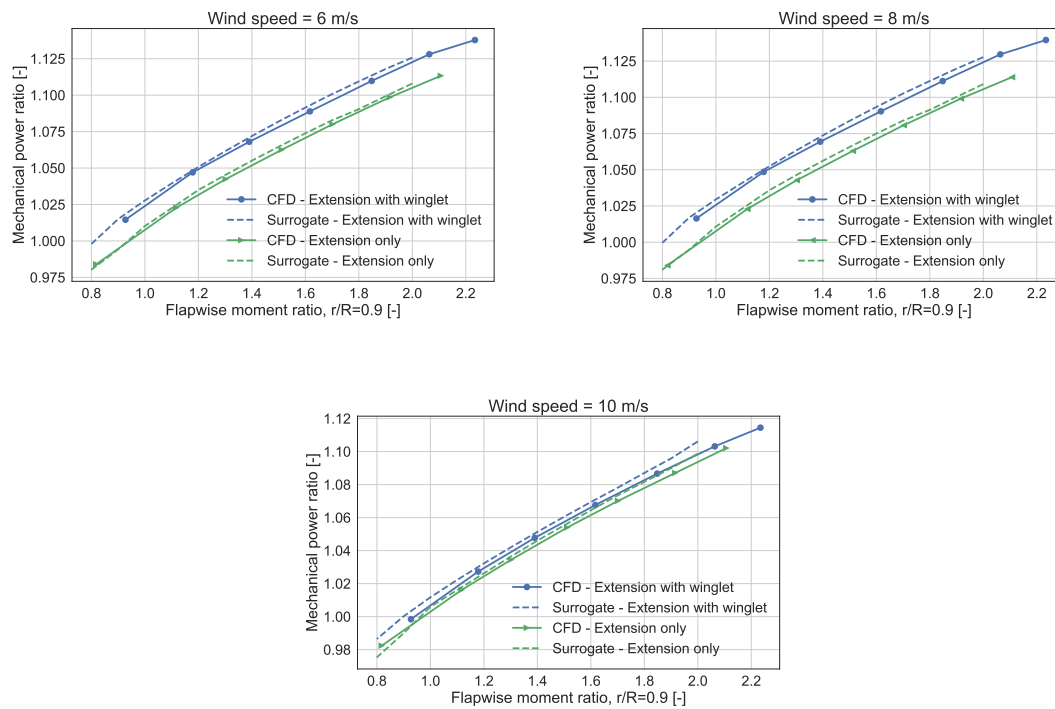 Wind speed = 6 m/s
Mechanical power ratio [-]
1.125
1.100
1.075
1.050
1.025
1.000
0.975
CFD - Extension with winglet
Surrogate - Extension with winglet
CFD - Extension only
Surrogate - Extension only
0.8 1.0 1.2 1.4 1.6 1.8 2.0 2.2
Flapwise moment ratio, r/R=0.9 [-]
Wind speed = 8 m/s
Mechanical power ratio [-]
1.125
1.100
1.075
1.050
1.025
1.000
0.975
CFD - Extension with winglet
Surrogate - Extension with winglet
CFD - Extension only
Surrogate - Extension only
0.8 1.0 1.2 1.4 1.6 1.8 2.0 2.2
Flapwise moment ratio, r/R=0.9 [-]
Wind speed = 10 m/s
Mechanical power ratio [-]
1.12
1.10
1.08
1.06
1.04
1.02
1.00
0.98
CFD - Extension with winglet
Surrogate - Extension with winglet
CFD - Extension only
Surrogate - Extension only
0.8 1.0 1.2 1.4 1.6 1.8 2.0 2.2
Flapwise moment ratio, r/R=0.9 [-]